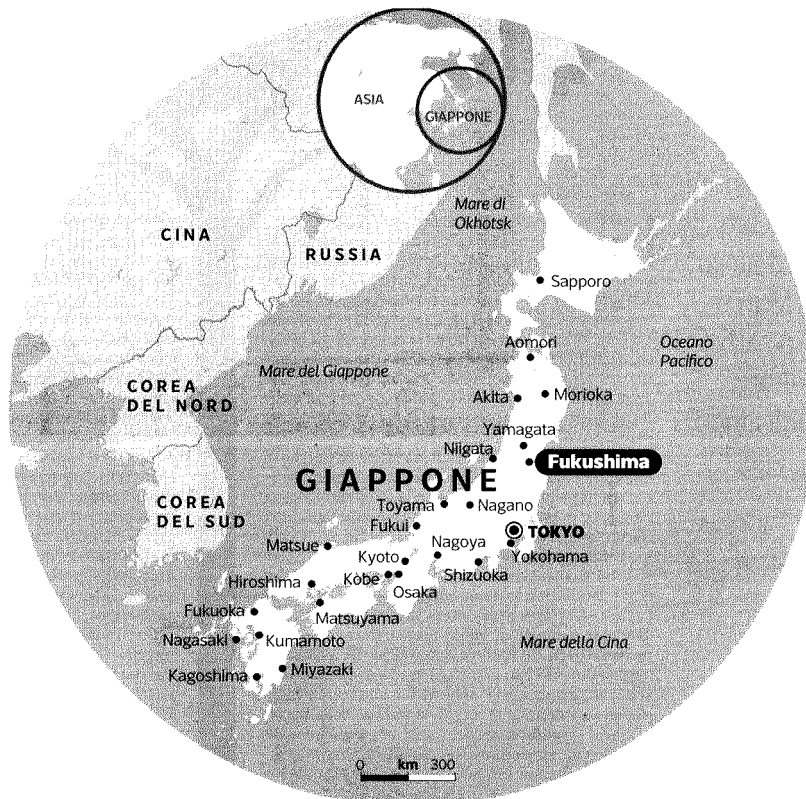 ASIA
GIAPPONE
Mare di
Okhotsk
CINA
RUSSIA
Sapporo
Aomori
Oceano
Pacifico
Mare del Giappone
COREA
DEL NORD
Akita
Morioka
Yamagata
Niigata
Fukushima
GIAPPONE
COREA
DEL SUD
Toyama
Nagano
Fukui
TOKYO
Matsue
Nagoya
Yokohama
Kyoto
Kobe
Shizuoka
Hiroshima
Osaka
Fukuoka
Matsuyama
Nagasaki
Kumamoto
Mare della Cina
Kagoshima
Miyazaki
0 km 300